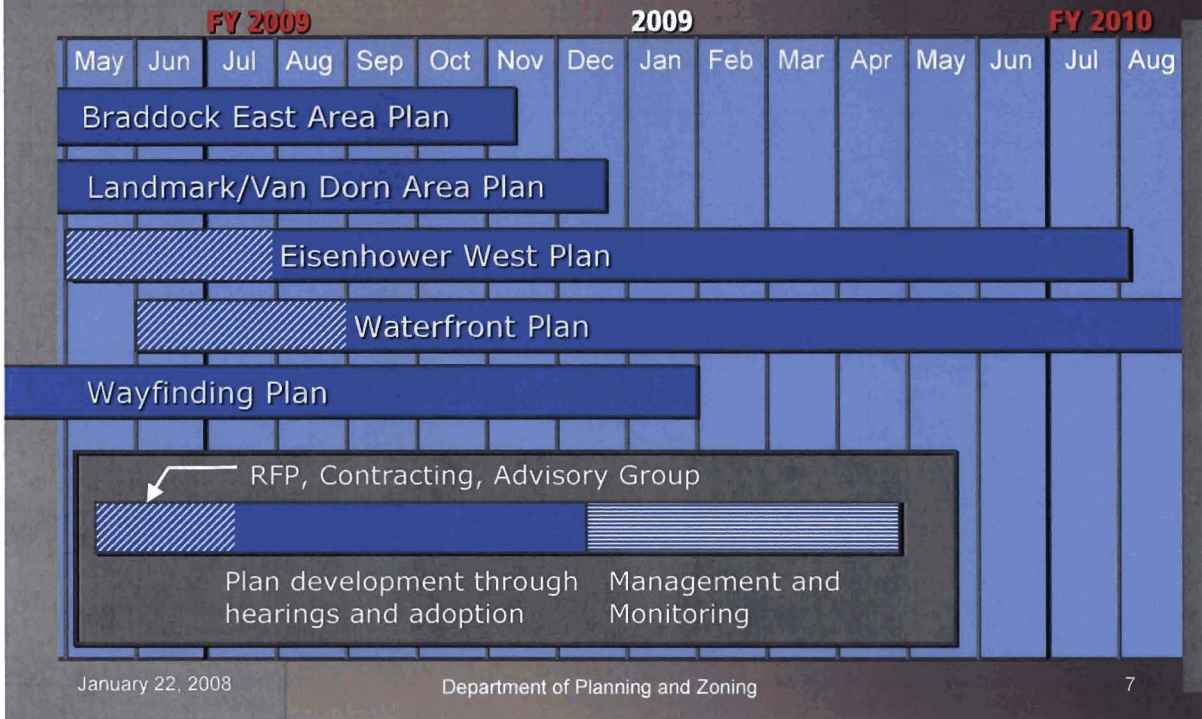 FY 2009 2009 FY 2010
May Jun Jul Aug Sep Oct Nov Dec Jan Feb Mar Apr May Jun Jul Aug
Braddock East Area Plan
Landmark/Van Dorn Area Plan
Eisenhower West Plan
Waterfront Plan
Wayfinding Plan
RFP, Contracting, Advisory Group
Plan development through
hearings and adoption
Management and
Monitoring
January 22, 2008 Department of Planning and Zoning 7